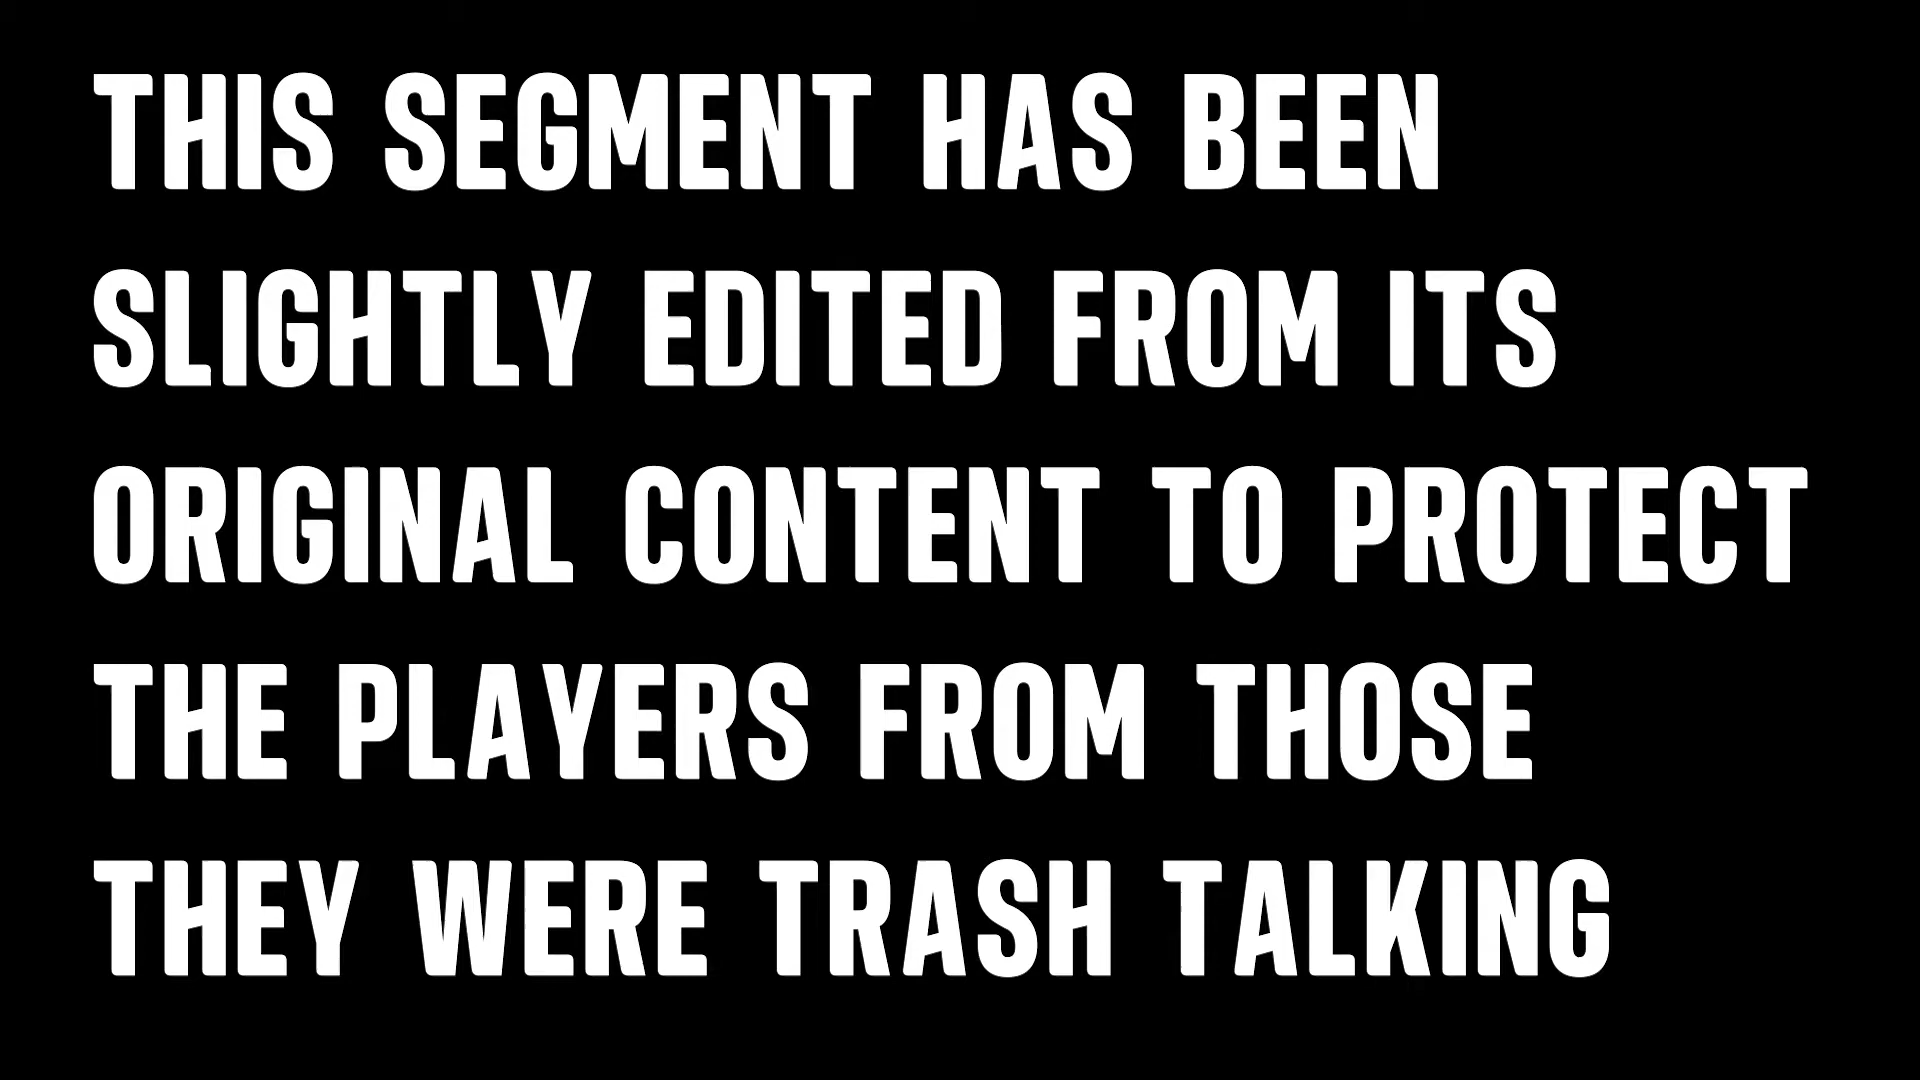 THIS SEGMENT HAS BEEN
SLIGHTLY EDITED FROM ITS
ORIGINAL CONTENT TO PROTECT
THE PLAYERS FROM THOSE
THEY WERE TRASH TALKING